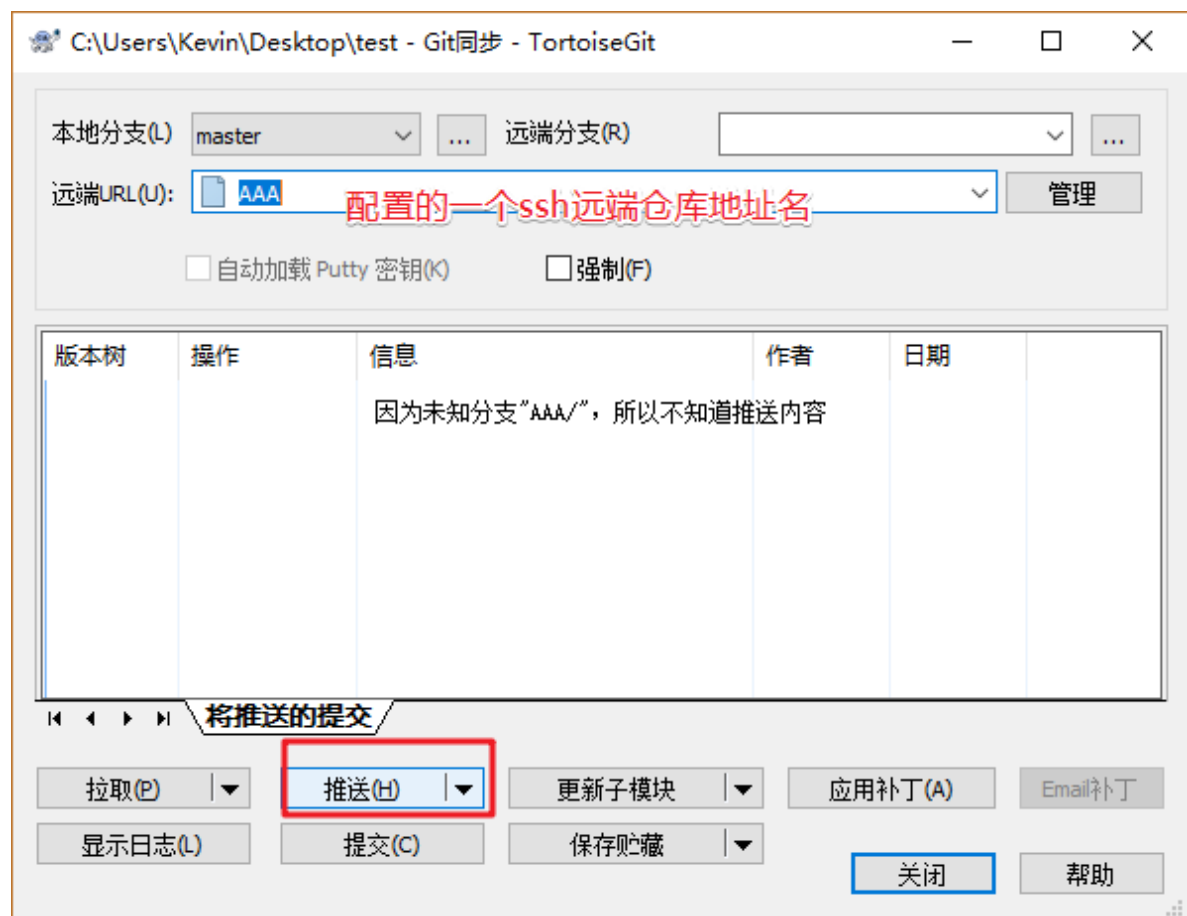 C:\Users\Kevin\Desktop\test - Git同步 - TortoiseGit
本地分支(L) master ... 远端分支(R) ...
远端URL(U): AAA 管理
配置的一个ssh远端仓库地址名
自动加载 Putty 密钥(K) 强制(F)
版本树 操作 信息 作者 日期
因为未知分支"AAA/"，所以不知道推送内容
将推送的提交
拉取(P) 推送(H) 更新子模块 应用补丁(A) Email补丁
显示日志(L) 提交(C) 保存贮藏
关闭 帮助